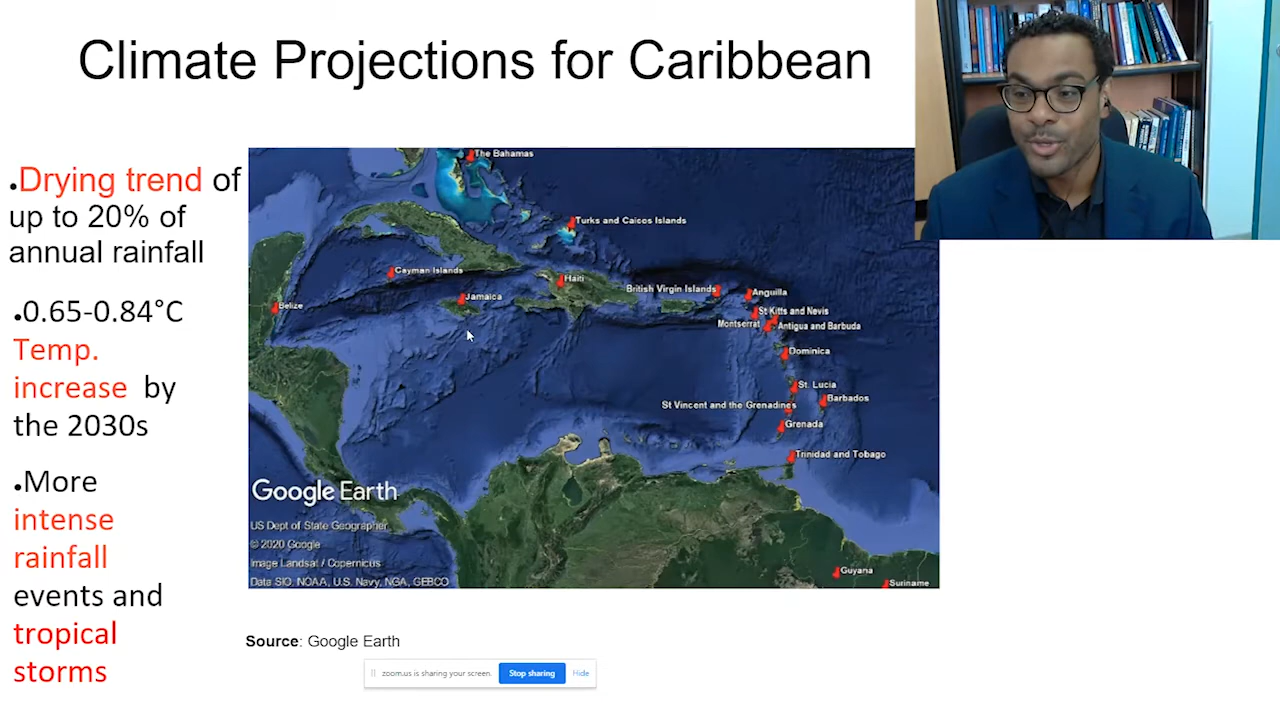 Climate Projections for Caribbean
•Drying trend of
up to 20% of
annual rainfall
•0.65-0.84°C
Temp.
increase by
the 2030s
•More
intense
rainfall
events and
tropical
storms
The Bahamas
Turks and Caicos Islands
Cayman Islands
Haiti
British Virgin Islands
Anguilla
Jamaica
Belize
St Kitts and Nevis
Montserrat
Antigua and Barbuda
Dominica
St. Lucia
Barbados
St Vincent and the Grenadines
Grenada
Trinidad and Tobago
Google Earth
US Dept of State Geographer
© 2020 Google
Image Landsat / Copernicus
Data SIO, NOAA, U.S. Navy, NGA, GEBCO
Guyana
Suriname
Source: Google Earth
zoom.us is sharing your screen.
Stop sharing
Hide